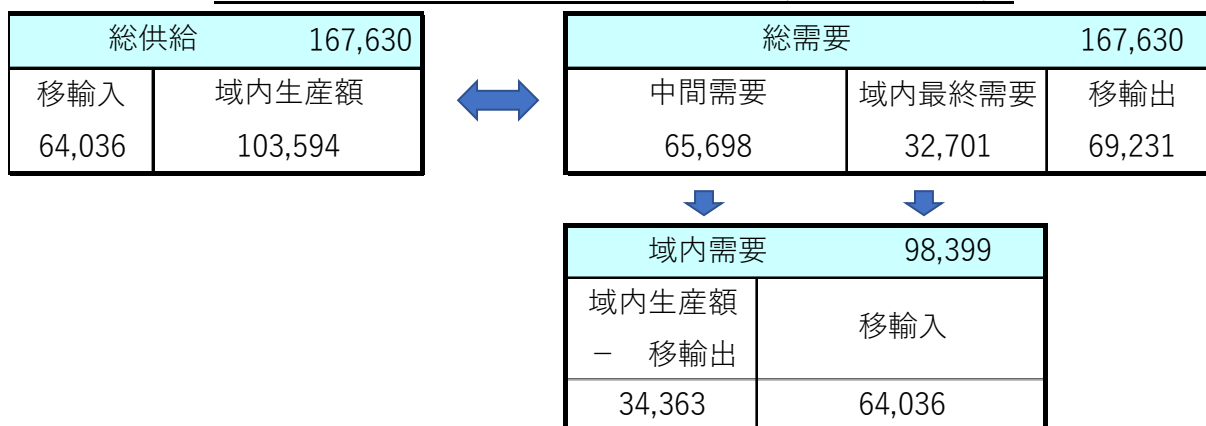 総供給 167,630
移輸入 域内生産額
64,036 103,594
総需要 167,630
中間需要 域内最終需要 移輸出
65,698 32,701 69,231
域内需要 98,399
域内生産額
－ 移輸出
移輸入
34,363 64,036